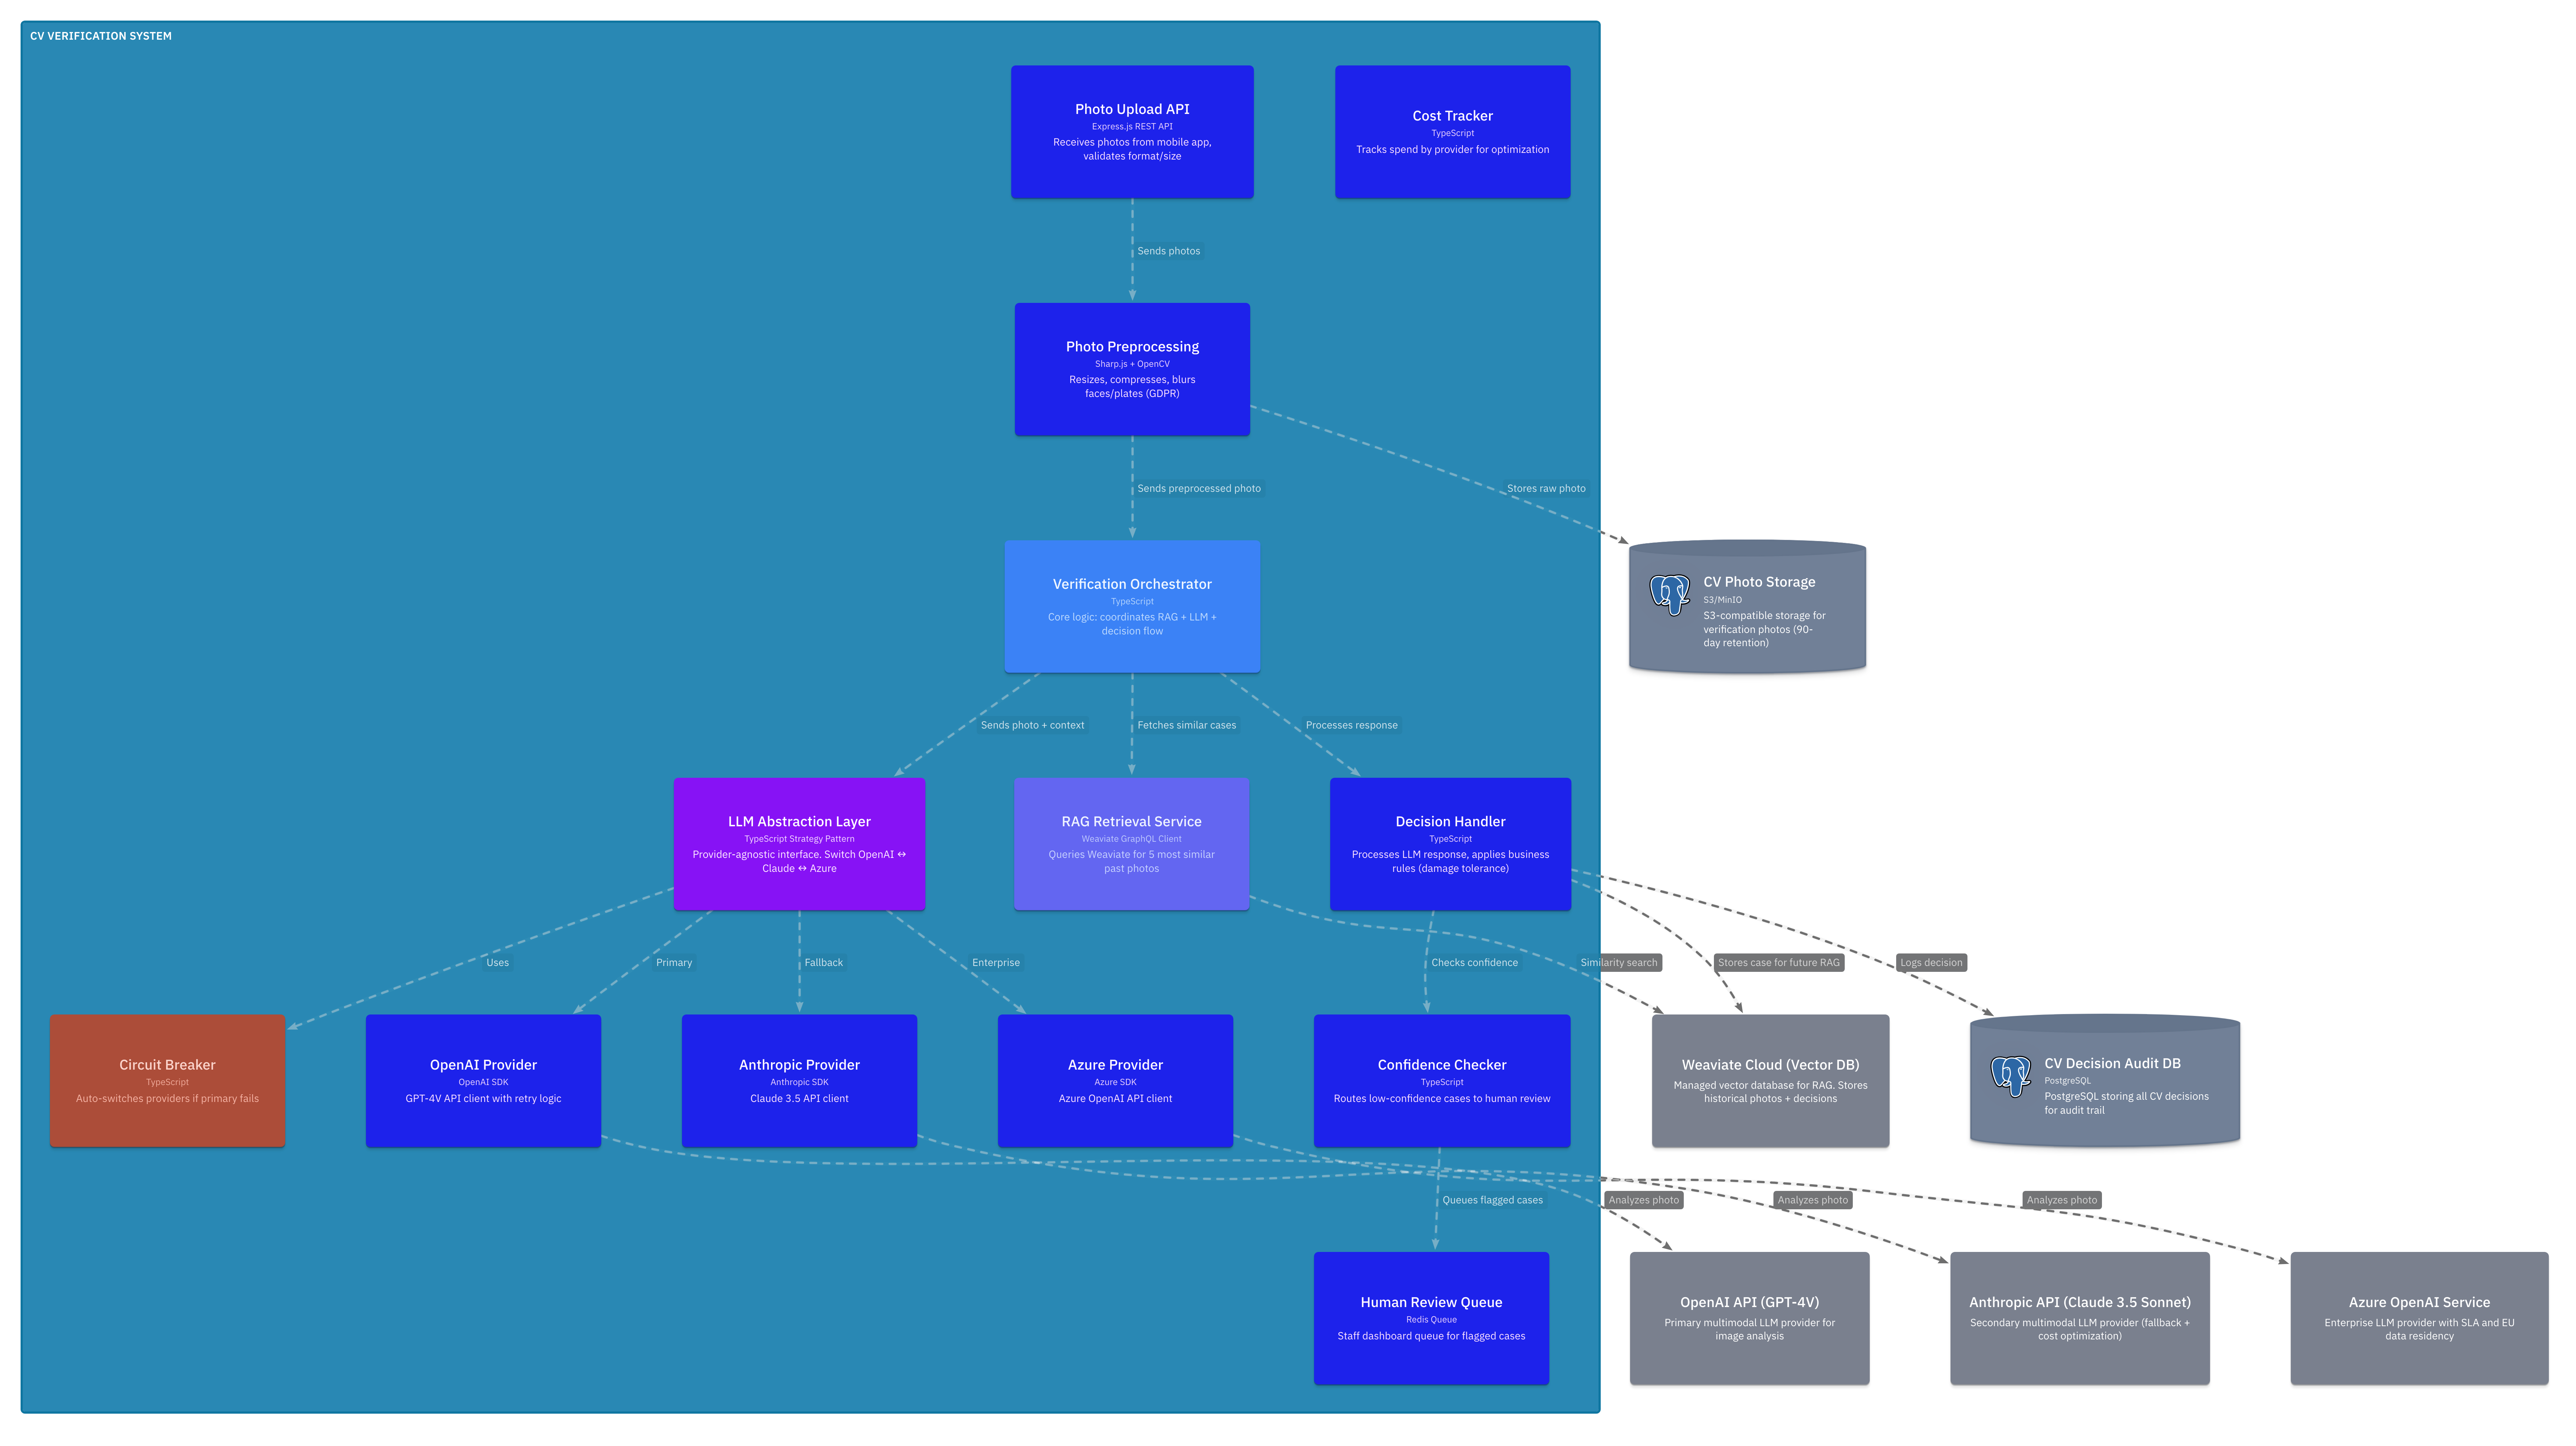 CV VERIFICATION SYSTEM
Photo Upload API
Express.js REST API
Receives photos from mobile app,
validates format/size
Cost Tracker
TypeScript
Tracks spend by provider for optimization
Sends photos
Photo Preprocessing
Sharp.js + OpenCV
Resizes, compresses, blurs
faces/plates (GDPR)
Sends preprocessed photo
Stores raw photo
Verification Orchestrator
TypeScript
Core logic: coordinates RAG + LLM +
decision flow
CV Photo Storage
S3/MinIO
S3-compatible storage for
verification photos (90-
day retention)
Sends photo + context
Fetches similar cases
Processes response
LLM Abstraction Layer
TypeScript Strategy Pattern
Provider-agnostic interface. Switch OpenAI ↔
Claude ↔ Azure
RAG Retrieval Service
Weaviate GraphQL Client
Queries Weaviate for 5 most similar
past photos
Decision Handler
TypeScript
Processes LLM response, applies business
rules (damage tolerance)
Uses
Primary
Fallback
Enterprise
Checks confidence
Similarity search
Stores case for future RAG
Logs decision
Circuit Breaker
TypeScript
Auto-switches providers if primary fails
OpenAI Provider
OpenAI SDK
GPT-4V API client with retry logic
Anthropic Provider
Anthropic SDK
Claude 3.5 API client
Azure Provider
Azure SDK
Azure OpenAI API client
Confidence Checker
TypeScript
Routes low-confidence cases to human review
Weaviate Cloud (Vector DB)
Managed vector database for RAG. Stores
historical photos + decisions
CV Decision Audit DB
PostgreSQL
PostgreSQL storing all CV decisions
for audit trail
Queues flagged cases
Analyzes photo
Analyzes photo
Analyzes photo
Human Review Queue
Redis Queue
Staff dashboard queue for flagged cases
OpenAI API (GPT-4V)
Primary multimodal LLM provider for
image analysis
Anthropic API (Claude 3.5 Sonnet)
Secondary multimodal LLM provider (fallback +
cost optimization)
Azure OpenAI Service
Enterprise LLM provider with SLA and EU
data residency